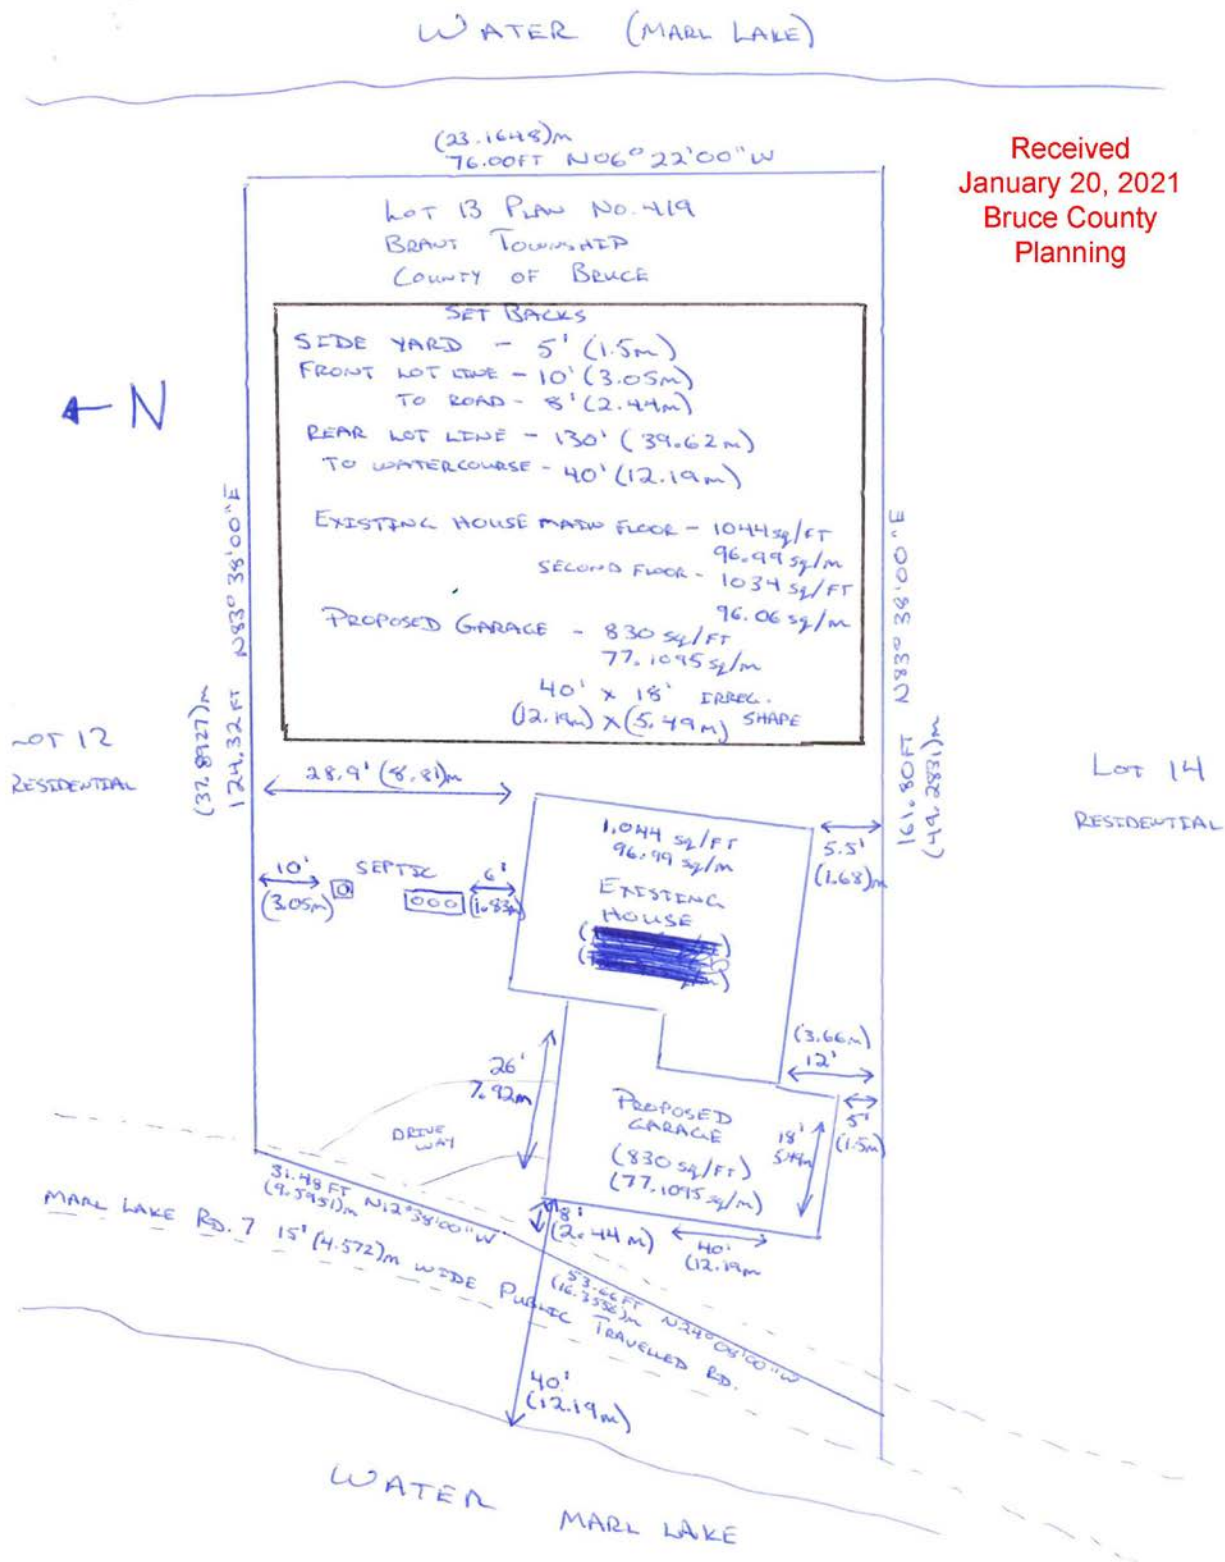 WATER (MARL LAKE)
(23.1648)m
76.00FT N06°22'00"W
Received
January 20, 2021
Bruce County
Planning
LOT 13 PLAN NO. 419
BRANT TOWNSHIP
COUNTY OF BRUCE
SET BACKS
SIDE YARD - 5' (1.5m)
FRONT LOT LINE - 10' (3.05m)
TO ROAD - 8' (2.44m)
REAR LOT LINE - 130' (39.62m)
TO WATERCOURSE - 40' (12.19m)
EXISTING HOUSE MAIN FLOOR - 1044 sq/FT
96.99 sq/m
SECOND FLOOR - 1034 sq/FT
96.06 sq/m
PROPOSED GARAGE - 830 sq/FT
77.1095 sq/m
40' x 18' IRREG.
(12.19m) x (5.49m) SHAPE
← N
124.32 FT N83° 38'00"E
(37.8927)m
N83° 38'00"E
161.80FT
(49.2831)m
LOT 12
RESIDENTIAL
LOT 14
RESIDENTIAL
28.9' (8.81)m
1,044 sq/FT
96.99 sq/m
EXISTING
HOUSE
5.5'
(1.68)m
10'
(3.05m)
SEPTIC
6'
(1.83m)
(3.66m)
12'
26'
7.92m
PROPOSED
GARAGE
(830 sq/FT)
(77.1095 sq/m)
18'
5.49m
5'
(1.5m)
DRIVE
WAY
31.48 FT N12°38'00"W
(9.5951)m
8'
(2.44m)
40'
(12.19m
53.66FT N24°08'00"W
(16.3556)m
MARL LAKE RD. 7 15' (4.572)m WIDE PUBLIC TRAVELLED RD.
40'
(12.19m)
WATER
MARL LAKE